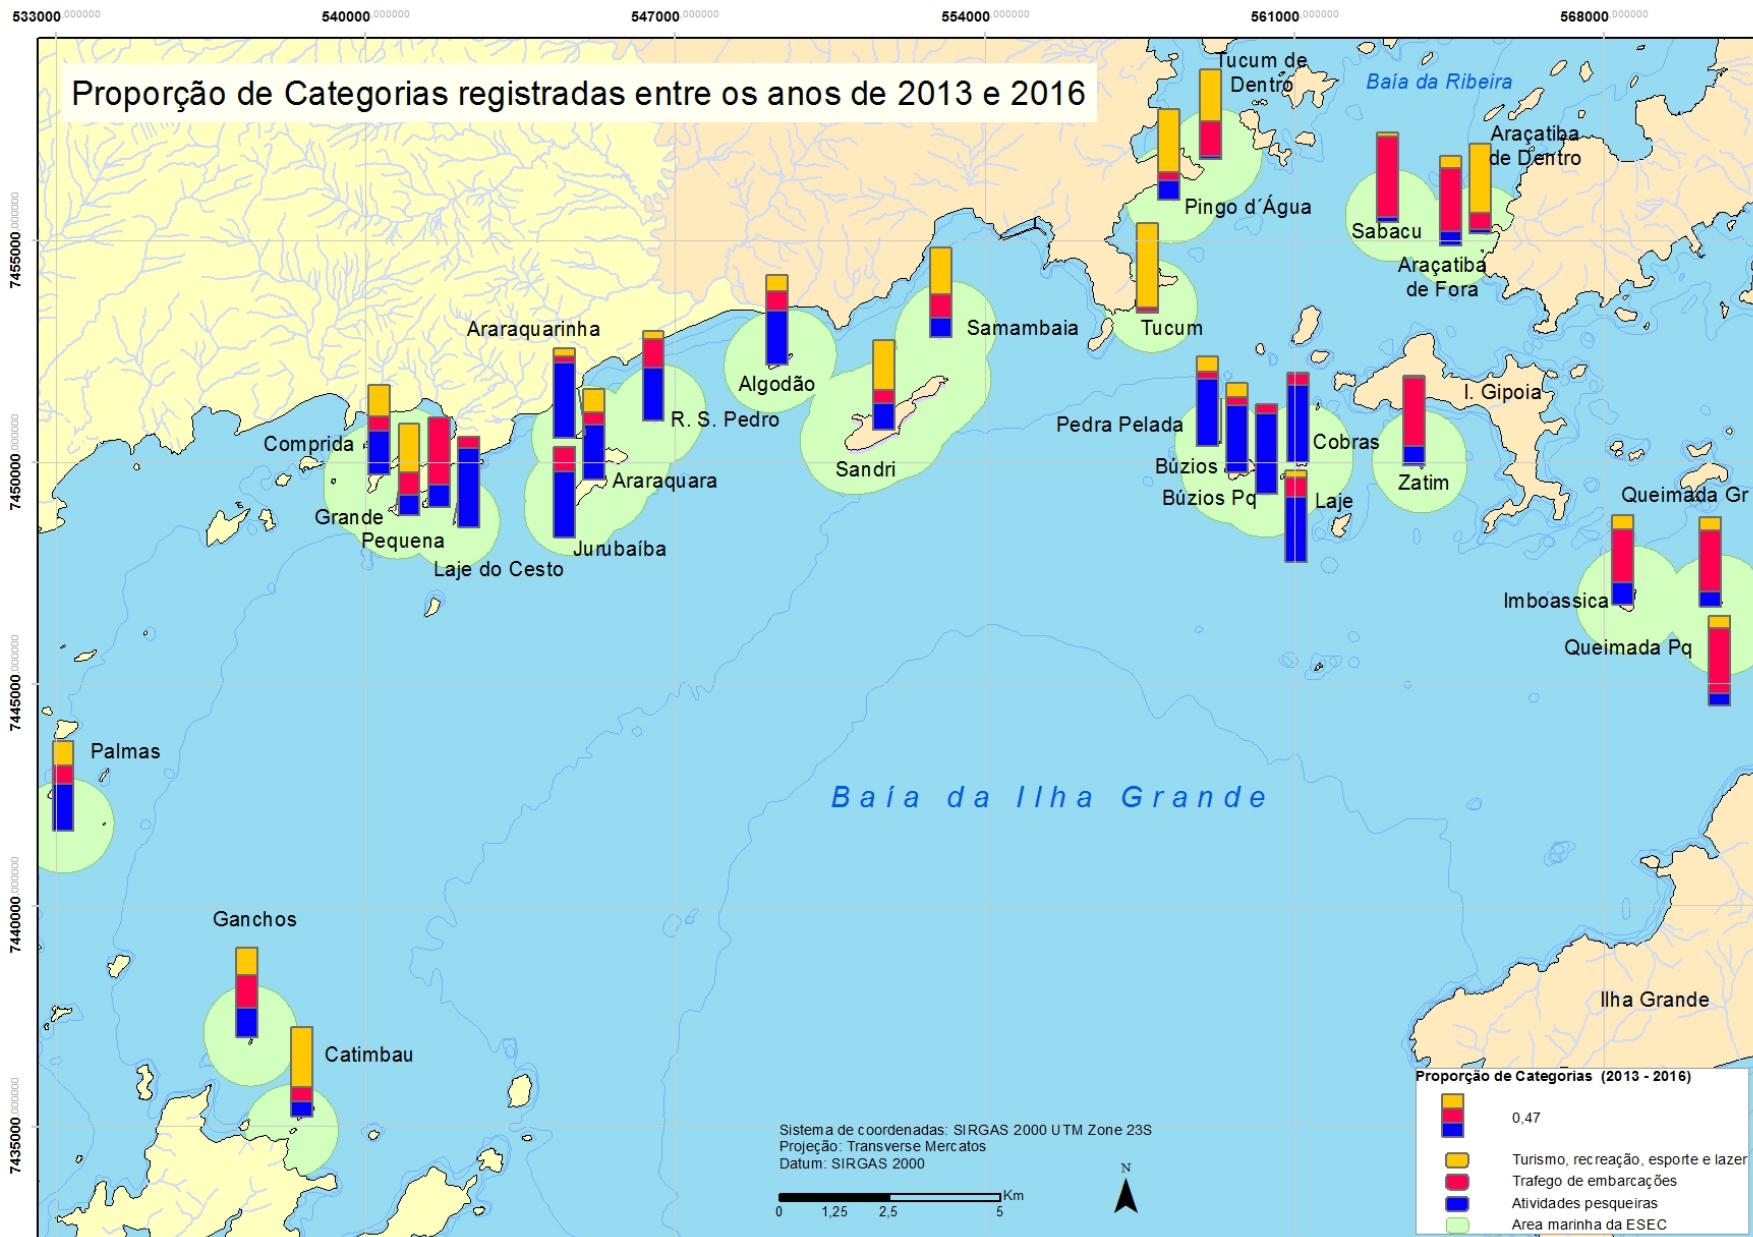 533000,000000 540000,000000 547000,000000 554000,000000 561000,000000 568000,000000
Proporção de Categorias registradas entre os anos de 2013 e 2016
Tucum de
Dentro
Baía da Ribeira
Araçatiba
de Dentro
Pingo d´Água
Sabacu
7455000,000000
Araçatiba
de Fora
Araraquarinha
Samambaia
Tucum
Algodão
I. Gipoia
R. S. Pedro
Pedra Pelada
Comprida
Cobras
7450000,000000
Sandri
Búzios
Araraquara
Zatim
Búzios Pq
Laje
Queimada Gr
Grande
Pequena
Jurubaíba
Laje do Cesto
Imboassica
Queimada Pq
7445000,000000
Palmas
Baía da Ilha Grande
7440000,000000
Ganchos
Ilha Grande
Catimbau
7435000,000000
Sistema de coordenadas: SIRGAS 2000 UTM Zone 23S
Projeção: Transverse Mercatos
Datum: SIRGAS 2000
N
Km
0 1,25 2,5 5
Proporção de Categorias (2013 - 2016)
0,47
Turismo, recreação, esporte e lazer
Trafego de embarcações
Atividades pesqueiras
Area marinha da ESEC